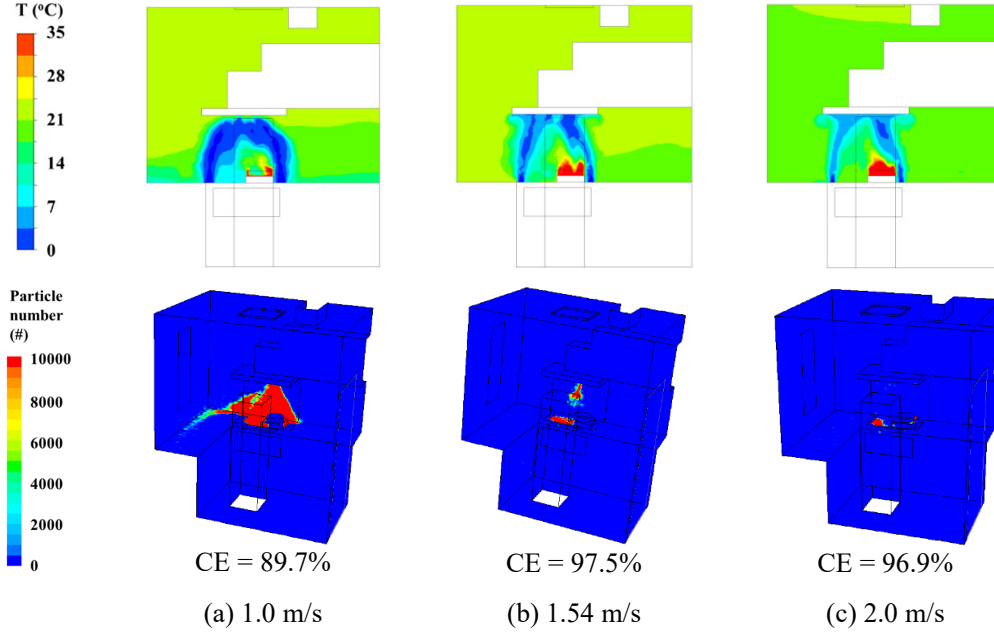 T (°C)
35
28
21
14
7
0
Particle
number
(#)
10000
8000
6000
4000
2000
0
CE = 89.7%
CE = 97.5%
CE = 96.9%
(a) 1.0 m/s
(b) 1.54 m/s
(c) 2.0 m/s